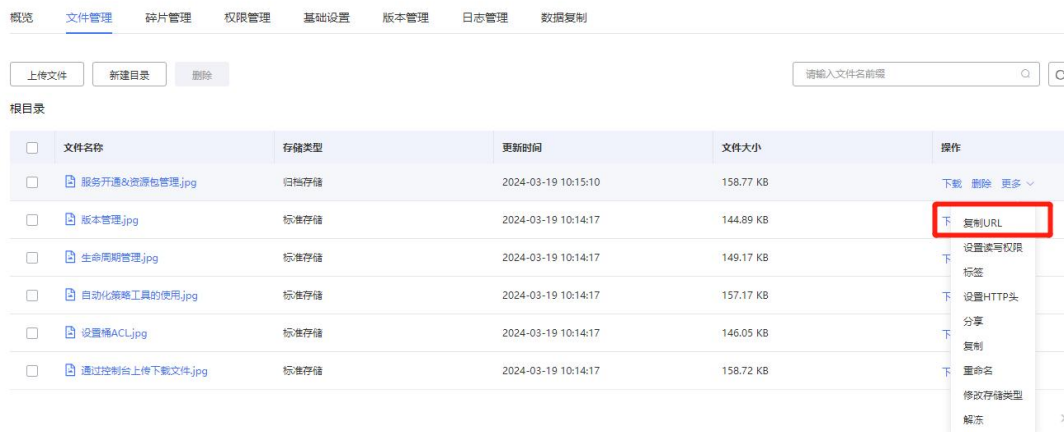 概览 文件管理 碎片管理 权限管理 基础设置 版本管理 日志管理 数据复制
上传文件 新建目录 删除 请输入文件名前缀
根目录
文件名称 存储类型 更新时间 文件大小 操作
服务开通&资源包管理.jpg 归档存储 2024-03-19 10:15:10 158.77 KB 下载 删除 更多
版本管理.jpg 标准存储 2024-03-19 10:14:17 144.89 KB 下 复制URL
设置读写权限
生命周期管理.jpg 标准存储 2024-03-19 10:14:17 149.17 KB 下
标签
自动化策略工具的使用.jpg 标准存储 2024-03-19 10:14:17 157.17 KB 下 设置HTTP头
分享
设置桶ACL.jpg 标准存储 2024-03-19 10:14:17 146.05 KB 下
复制
通过控制台上传下载文件.jpg 标准存储 2024-03-19 10:14:17 158.72 KB 下 重命名
修改存储类型
解冻